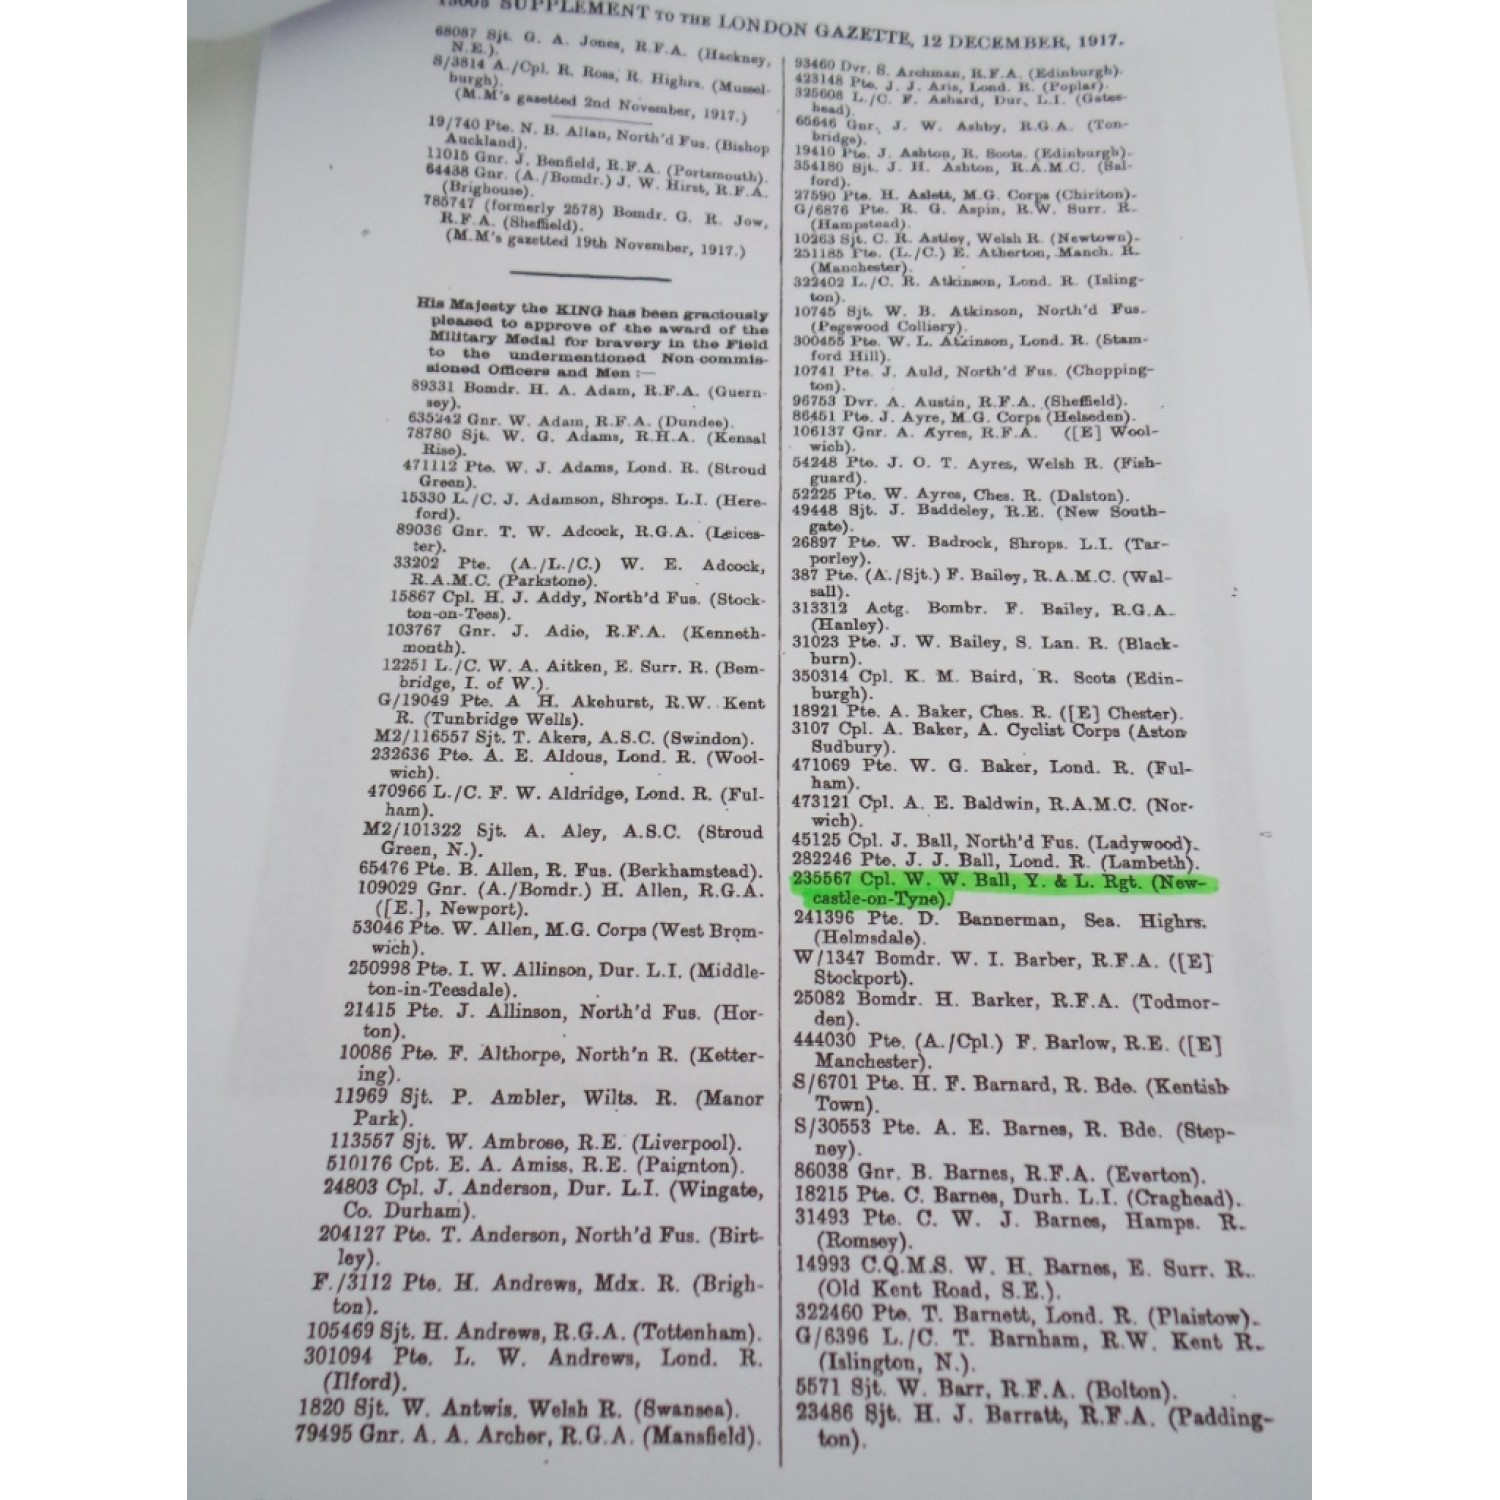 SUPPLEMENT TO THE LONDON GAZETTE, 12 DECEMBER, 1917.
68087 Sjt. G. A. Jones, R.F.A. (Hackney,
N.E.).
S/3814 A./Cpl. R. Ross, R. Highrs. (Mussel-
burgh).
(M.M's gazetted 2nd November, 1917.)
19/740 Pte. N. B. Allan, North'd Fus. (Bishop
Auckland).
11015 Gnr. J. Benfield, R.F.A. (Portsmouth).
64438 Gnr. (A./Bomdr.) J. W. Hirst, R.F.A.
(Brighouse).
785747 (formerly 2578) Bomdr. G. R. Jow,
R.F.A. (Sheffield).
(M.M's gazetted 19th November, 1917.)
His Majesty the KING has been graciously
pleased to approve of the award of the
Military Medal for bravery in the Field
to the undermentioned Non-commis-
sioned Officers and Men :—
89331 Bomdr. H. A. Adam, R.F.A. (Guern-
sey).
635242 Gnr. W. Adam, R.F.A. (Dundee).
78780 Sjt. W. G. Adams, R.H.A. (Kensal
Rise).
471112 Pte. W. J. Adams, Lond. R. (Stroud
Green).
15330 L./C. J. Adamson, Shrops. L.I. (Here-
ford).
89036 Gnr. T. W. Adcock, R.G.A. (Leices-
ter).
33202 Pte. (A./L./C.) W. E. Adcock,
R.A.M.C. (Parkstone).
15867 Cpl. H. J. Addy, North'd Fus. (Stock-
ton-on-Tees).
103767 Gnr. J. Adie, R.F.A. (Kenneth-
month).
12251 L./C. W. A. Aitken, E. Surr. R. (Bem-
bridge, I. of W.).
G/19049 Pte. A H. Akehurst, R.W. Kent
R. (Tunbridge Wells).
M2/116557 Sjt. T. Akers, A.S.C. (Swindon).
232636 Pte. A. E. Aldous, Lond. R. (Wool-
wich).
470966 L./C. F. W. Aldridge, Lond. R. (Ful-
ham).
M2/101322 Sjt. A. Aley, A.S.C. (Stroud
Green, N.).
65476 Pte. B. Allen, R. Fus. (Berkhamstead).
109029 Gnr. (A./Bomdr.) H. Allen, R.G.A.
([E.], Newport).
53046 Pte. W. Allen, M.G. Corps (West Brom-
wich).
250998 Pte. I. W. Allinson, Dur. L.I. (Middle-
ton-in-Teesdale).
21415 Pte. J. Allinson, North'd Fus. (Hor-
ton).
10086 Pte. F. Althorpe, North'n R. (Ketter-
ing).
11969 Sjt. P. Ambler, Wilts. R. (Manor
Park).
113557 Sjt. W. Ambrose, R.E. (Liverpool).
510176 Cpt. E. A. Amiss, R.E. (Paignton).
24803 Cpl. J. Anderson, Dur. L.I. (Wingate,
Co. Durham).
204127 Pte. T. Anderson, North'd Fus. (Birt-
ley).
F./3112 Pte. H. Andrews, Mdx. R. (Brigh-
ton).
105469 Sjt. H. Andrews, R.G.A. (Tottenham).
301094 Pte. L. W. Andrews, Lond. R.
(Ilford).
1820 Sjt. W. Antwis, Welsh R. (Swansea).
79495 Gnr. A. A. Archer, R.G.A. (Mansfield).
93460 Dvr. S. Archman, R.F.A. (Edinburgh).
423148 Pte. J. J. Aris, Lond. R. (Poplar).
325608 L./C. F. Ashard, Dur. L.I. (Gates-
head).
65646 Gnr. J. W. Ashby, R.G.A. (Ton-
bridge).
19410 Pte. J. Ashton, R. Scots. (Edinburgh).
354180 Sjt. J. H. Ashton, R.A.M.C. (Sal-
ford).
27590 Pte. H. Aslett, M.G. Corps (Chiriton).
G/6876 Pte. R. G. Aspin, R.W. Surr. R.
(Hampstead).
10263 Sjt. C. R. Astley, Welsh R. (Newtown).
251185 Pte. (L./C.) E. Atherton, Manch. R.
(Manchester).
322402 L./C. R. Atkinson, Lond. R. (Isling-
ton).
10745 Sjt. W. B. Atkinson, North'd Fus.
(Pegswood Colliery).
300455 Pte. W. L. Atkinson, Lond. R. (Stam-
ford Hill).
10741 Pte. J. Auld, North'd Fus. (Chopping-
ton).
96753 Dvr. A. Austin, R.F.A. (Sheffield).
86451 Pte. J. Ayre, M.G. Corps (Helseden).
106137 Gnr. A. Ayres, R.F.A. ([E] Wool-
wich).
54248 Pte. J. O. T. Ayres, Welsh R. (Fish-
guard).
52225 Pte. W. Ayres, Ches. R. (Dalston).
49448 Sjt. J. Baddeley, R.E. (New South-
gate).
26897 Pte. W. Badrock, Shrops. L.I. (Tar-
porley).
387 Pte. (A./Sjt.) F. Bailey, R.A.M.C. (Wal-
sall).
313312 Actg. Bombr. F. Bailey, R.G.A.
(Hanley).
31023 Pte. J. W. Bailey, S. Lan. R. (Black-
burn).
350314 Cpl. K. M. Baird, R. Scots (Edin-
burgh).
18921 Pte. A. Baker, Ches. R. ([E] Chester).
3107 Cpl. A. Baker, A. Cyclist Corps (Aston
Sudbury).
471069 Pte. W. G. Baker, Lond. R. (Ful-
ham).
473121 Cpl. A. E. Baldwin, R.A.M.C. (Nor-
wich).
45125 Cpl. J. Ball, North'd Fus. (Ladywood).
282246 Pte. J. J. Ball, Lond. R. (Lambeth).
235567 Cpl. W. W. Ball, Y. & L. Rgt. (New-
castle-on-Tyne).
241396 Pte. D. Bannerman, Sea. Highrs.
(Helmsdale).
W/1347 Bomdr. W. I. Barber, R.F.A. ([E]
Stockport).
25082 Bomdr. H. Barker, R.F.A. (Todmor-
den).
444030 Pte. (A./Cpl.) F. Barlow, R.E. ([E]
Manchester).
S/6701 Pte. H. F. Barnard, R. Bde. (Kentish
Town).
S/30553 Pte. A. E. Barnes, R. Bde. (Step-
ney).
86038 Gnr. B. Barnes, R.F.A. (Everton).
18215 Pte. C. Barnes, Durh. L.I. (Craghead).
31493 Pte. C. W. J. Barnes, Hamps. R.
(Romsey).
14993 C.Q.M.S. W. H. Barnes, E. Surr. R.
(Old Kent Road, S.E.).
322460 Pte. T. Barnett, Lond. R. (Plaistow).
G/6396 L./C. T. Barnham, R.W. Kent R.
(Islington, N.).
5571 Sjt. W. Barr, R.F.A. (Bolton).
23486 Sjt. H. J. Barratt, R.F.A. (Padding-
ton).